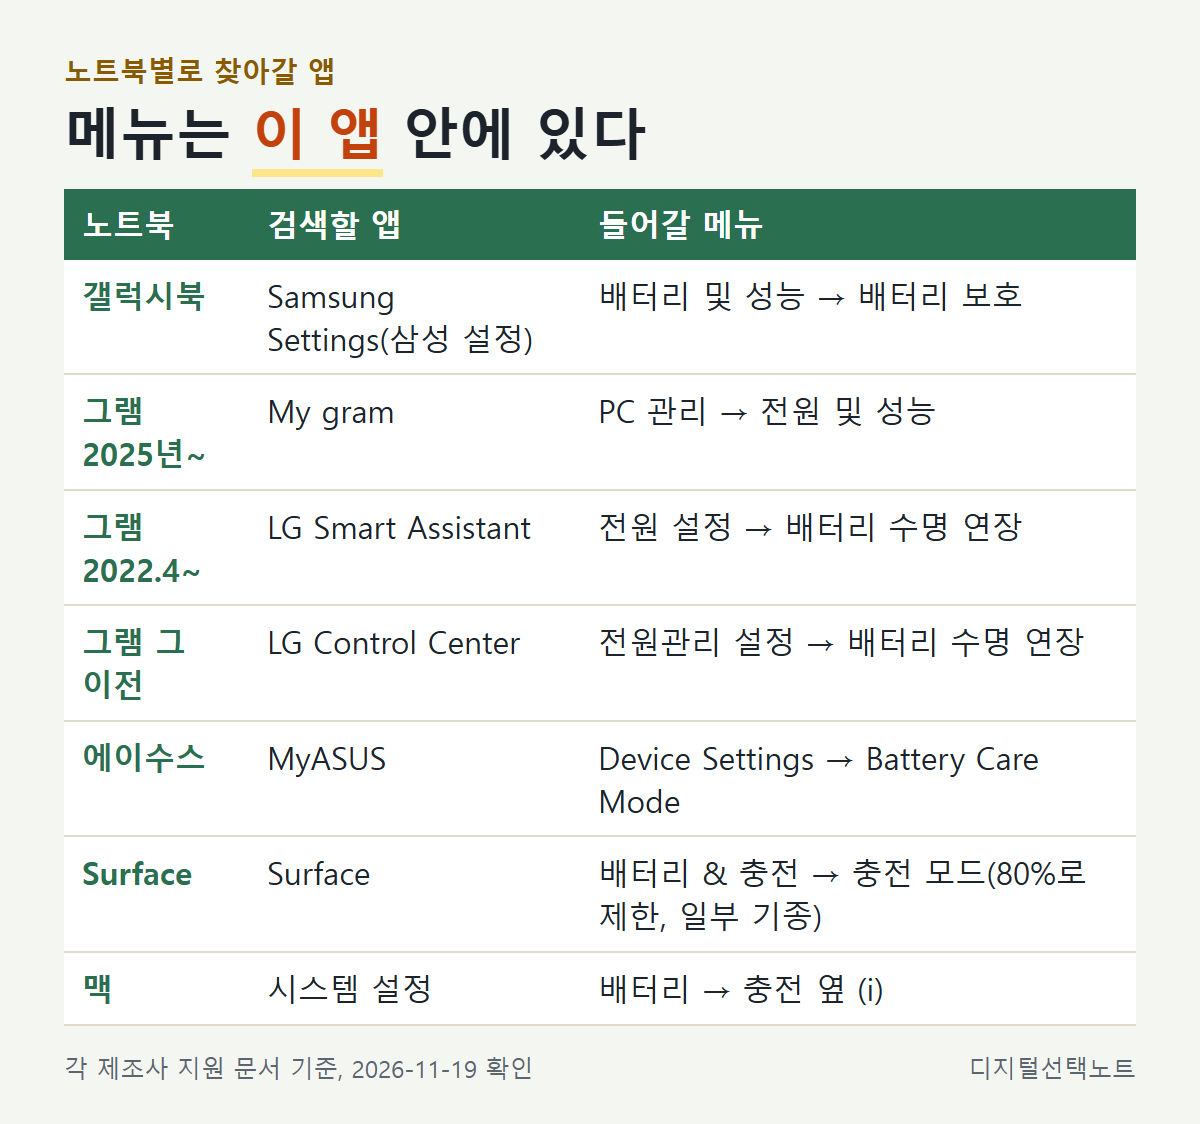 노트북별로 찾아갈 앱
메뉴는 이 앱 안에 있다
노트북 검색할 앱 들어갈 메뉴
갤럭시북 Samsung Settings(삼성 설정) 배터리 및 성능 → 배터리 보호
그램 2025년~ My gram PC 관리 → 전원 및 성능
그램 2022.4~ LG Smart Assistant 전원 설정 → 배터리 수명 연장
그램 그 이전 LG Control Center 전원관리 설정 → 배터리 수명 연장
에이수스 MyASUS Device Settings → Battery Care Mode
Surface Surface 배터리 & 충전 → 충전 모드(80%로 제한, 일부 기종)
맥 시스템 설정 배터리 → 충전 옆 (i)
각 제조사 지원 문서 기준, 2026-11-19 확인
디지털선택노트